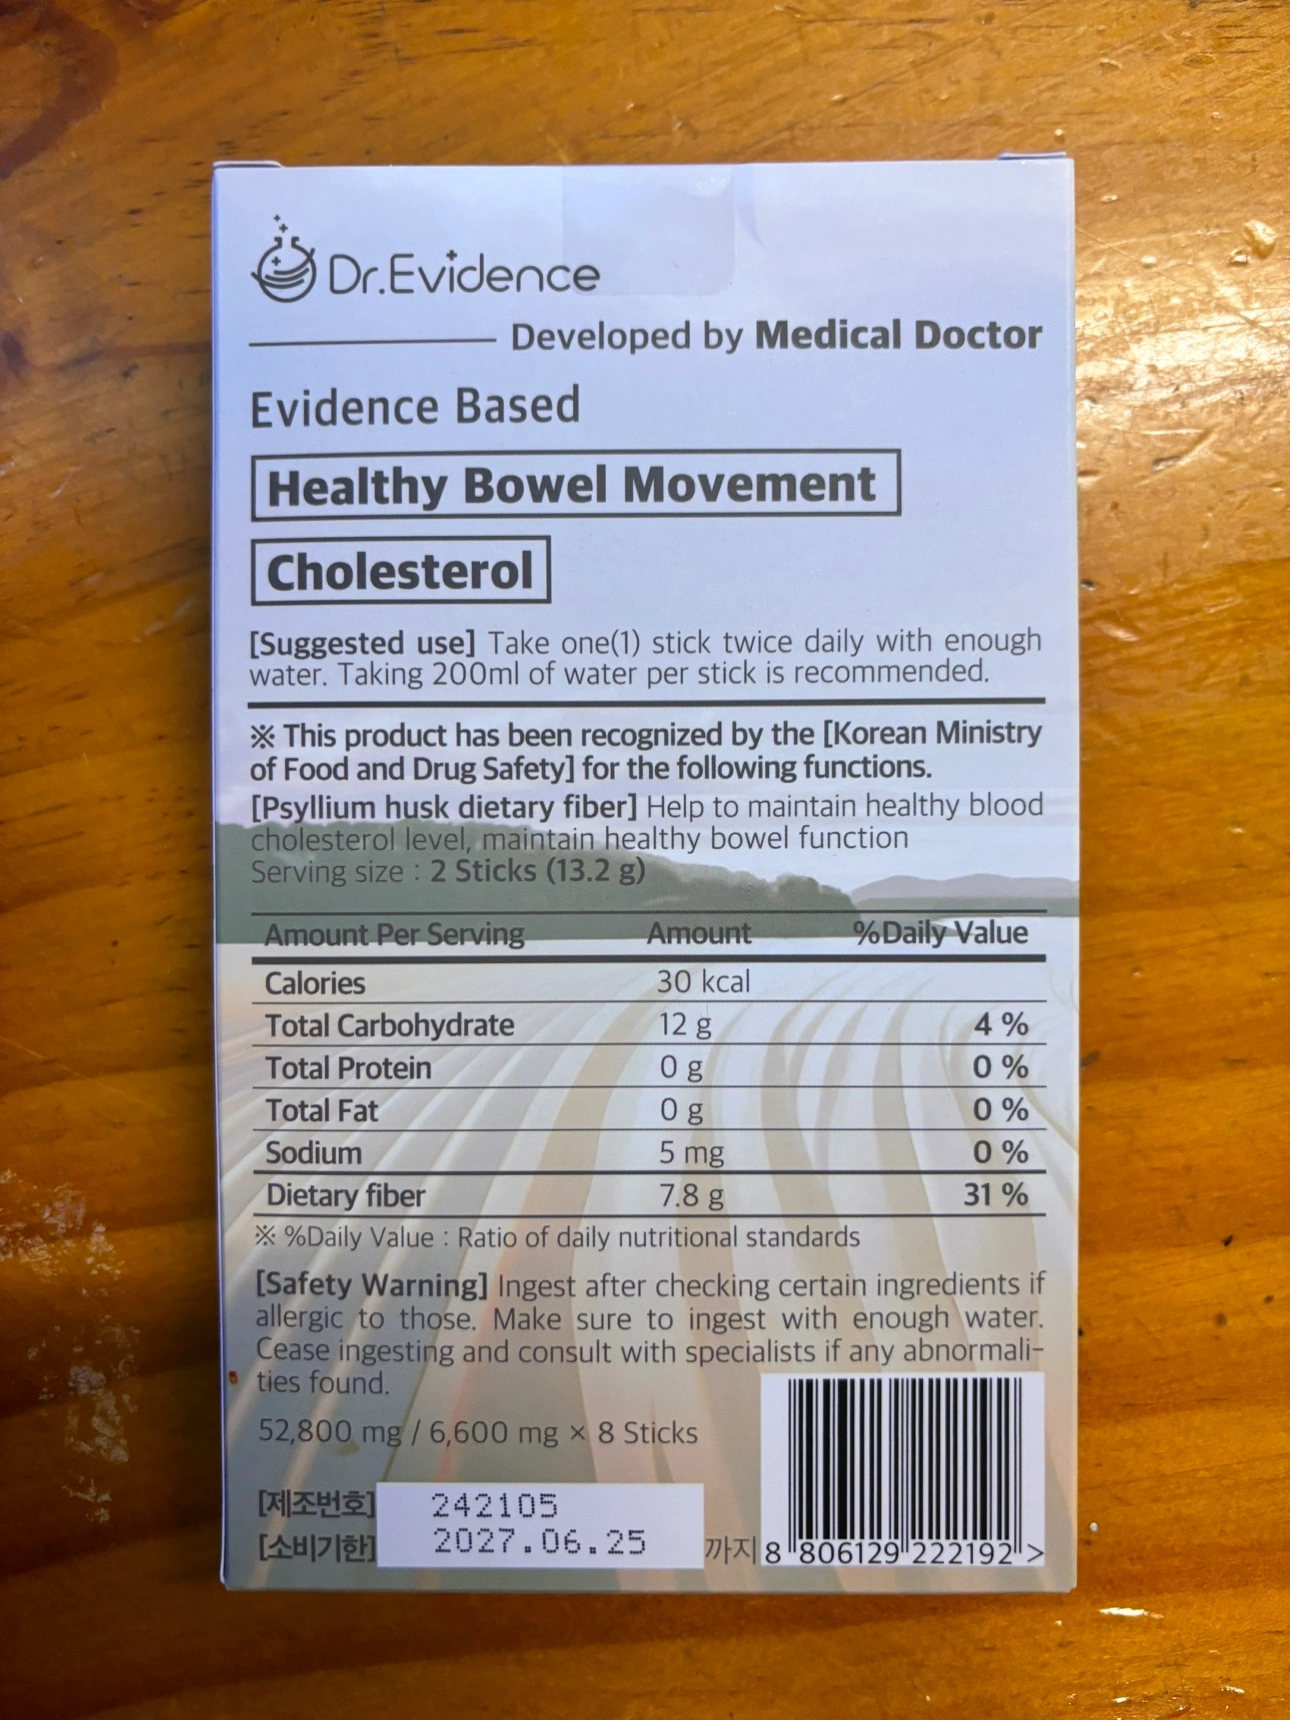 Dr.Evidence
Developed by Medical Doctor
Evidence Based
Healthy Bowel Movement
Cholesterol
[Suggested use] Take one(1) stick twice daily with enough
water. Taking 200ml of water per stick is recommended.
※ This product has been recognized by the [Korean Ministry
of Food and Drug Safety] for the following functions.
[Psyllium husk dietary fiber] Help to maintain healthy blood
cholesterol level, maintain healthy bowel function
Serving size : 2 Sticks (13.2 g)
Amount Per Serving Amount %Daily Value
Calories 30 kcal
Total Carbohydrate 12 g 4 %
Total Protein 0 g 0 %
Total Fat 0 g 0 %
Sodium 5 mg 0 %
Dietary fiber 7.8 g 31 %
※ %Daily Value : Ratio of daily nutritional standards
[Safety Warning] Ingest after checking certain ingredients if
allergic to those. Make sure to ingest with enough water.
Cease ingesting and consult with specialists if any abnormali-
ties found.
52,800 mg / 6,600 mg × 8 Sticks
[제조번호] 242105
[소비기한] 2027.06.25 까지
8 806129 222192 >